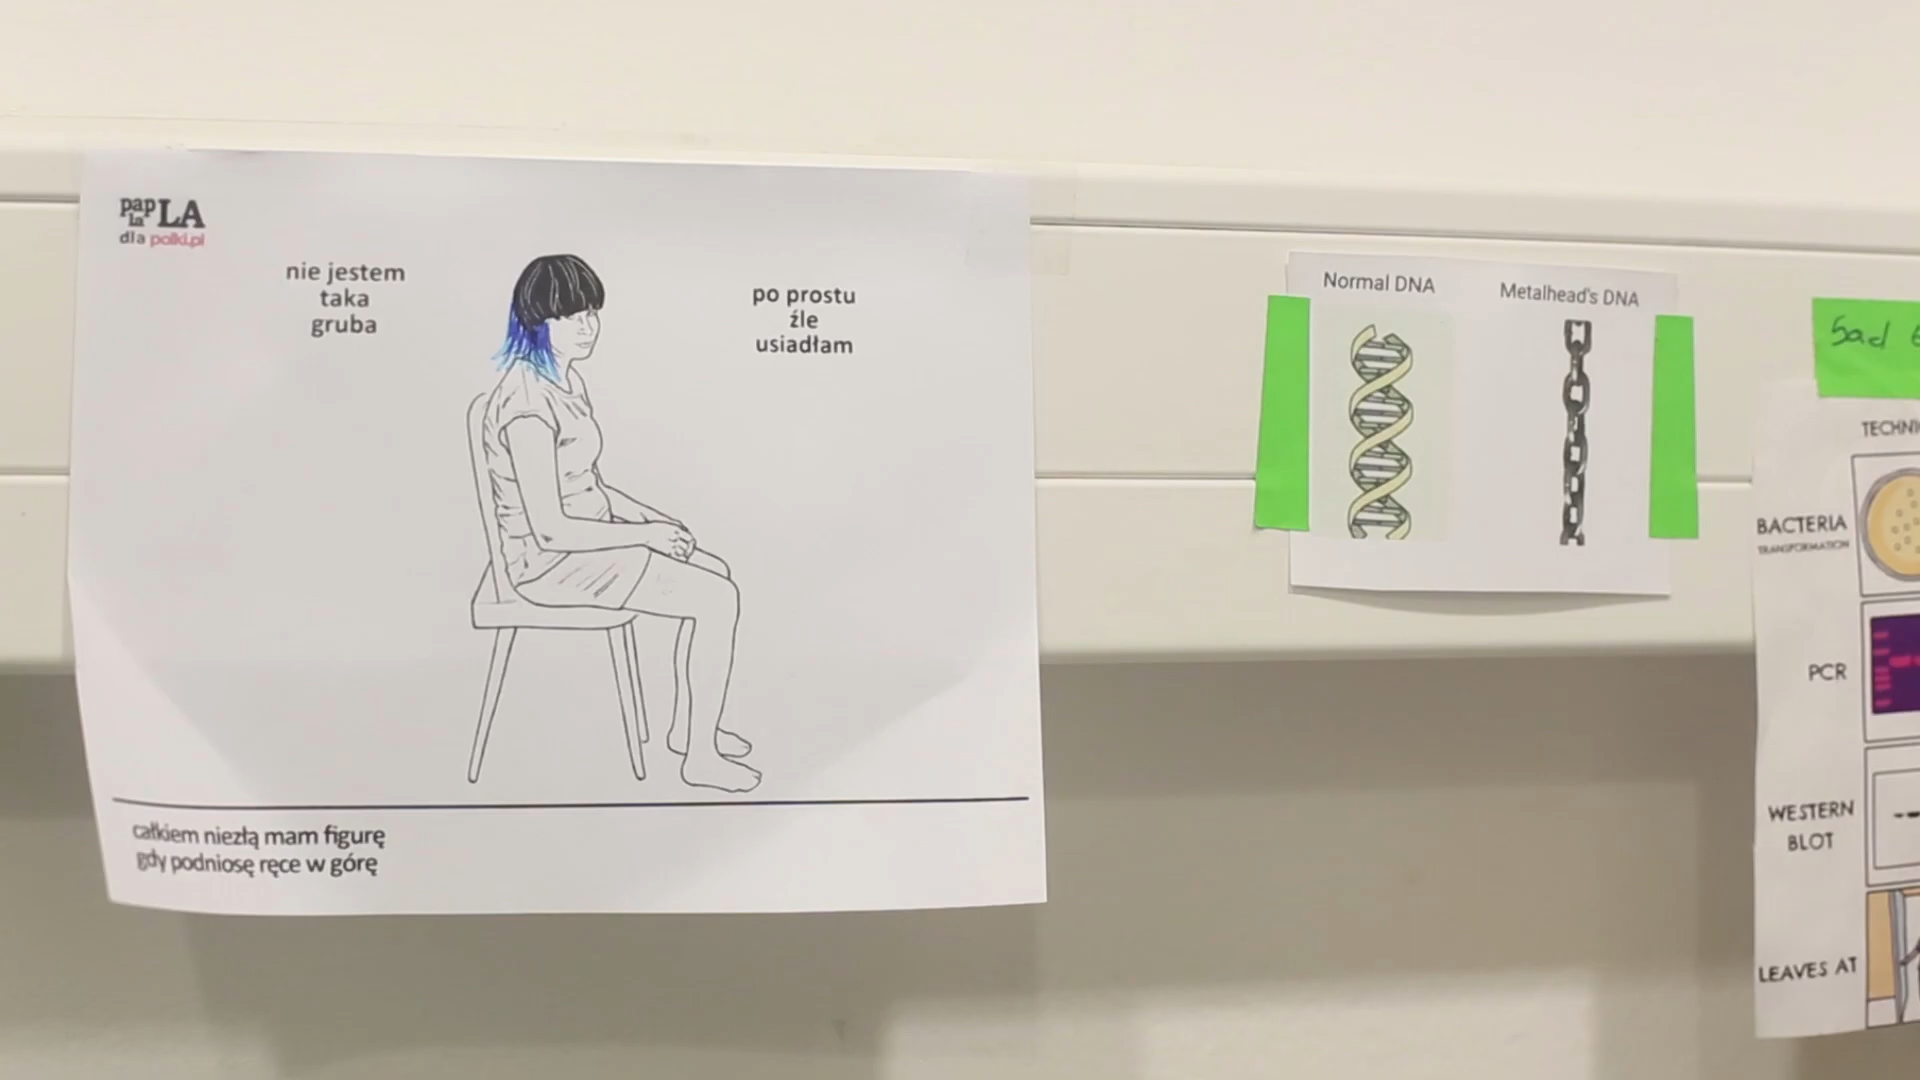 pap
la LA
dla polki.pl
nie jestem
taka
gruba
po prostu
źle
usiadłam
całkiem niezłą mam figurę
gdy podniosę ręce w górę
Normal DNA
Metalhead's DNA
Sad
BACTERIA
TRANSFORMATION
PCR
WESTERN
BLOT
LEAVES AT